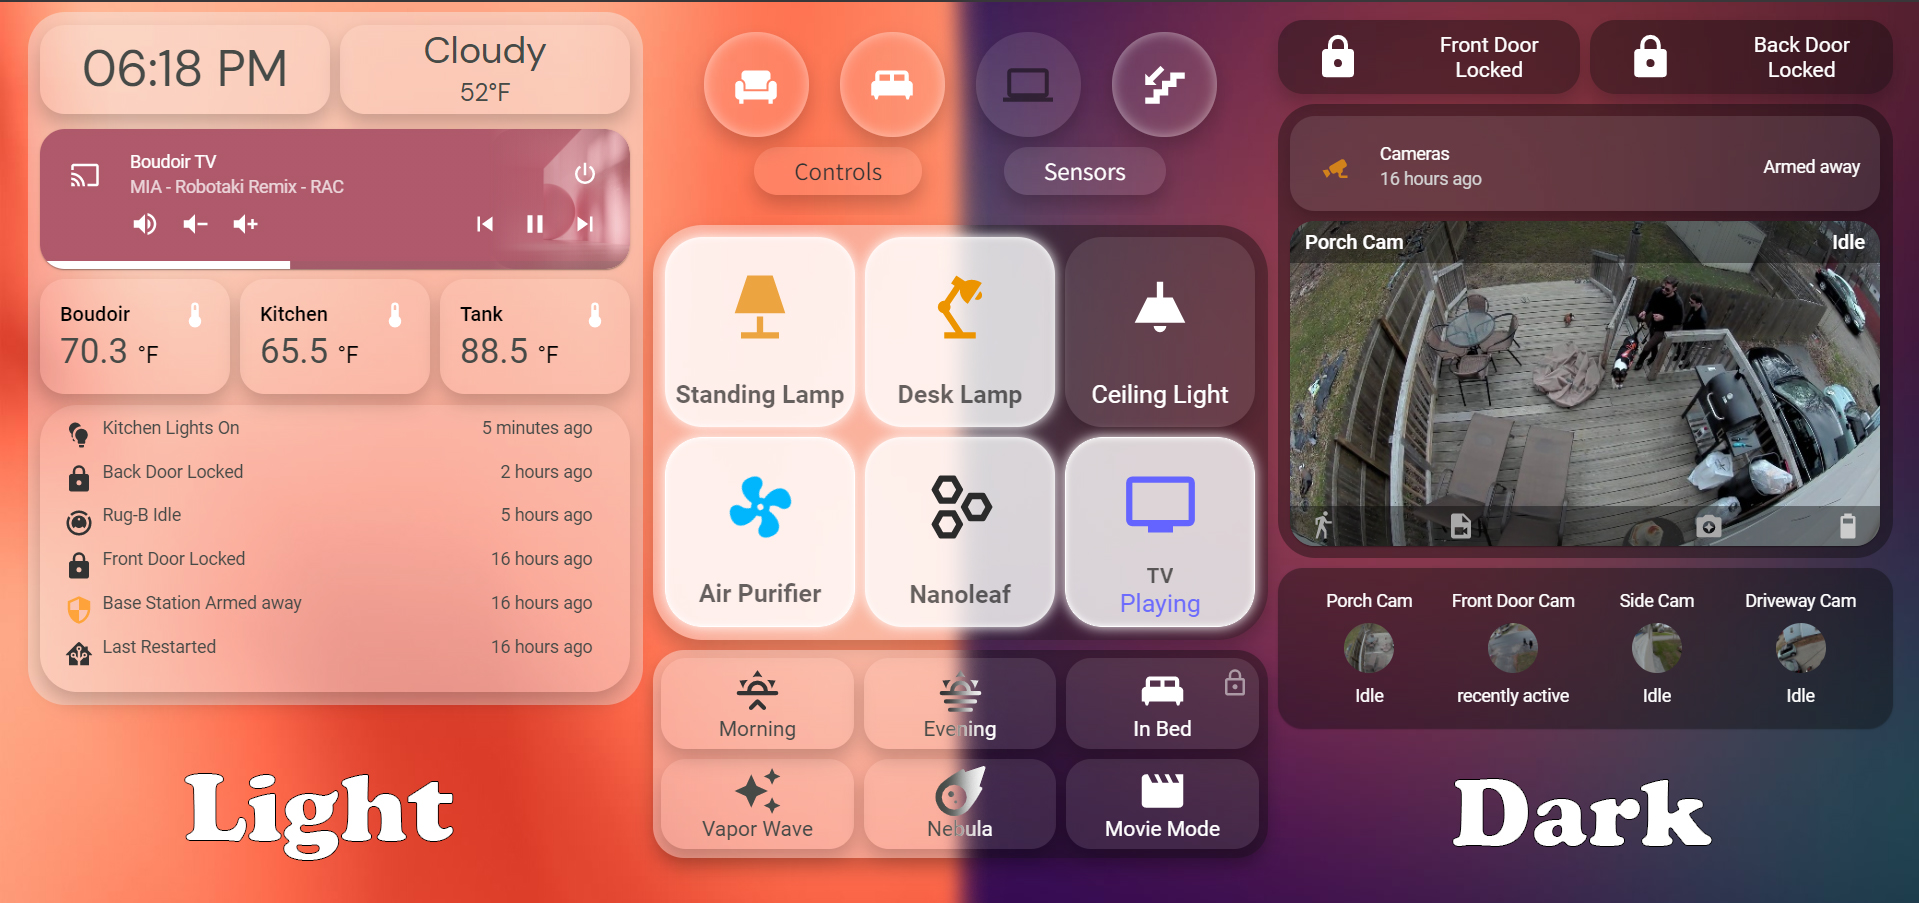 06:18 PM
Cloudy
52°F
Boudoir TV
MIA - Robotaki Remix - RAC
Boudoir
70.3 °F
Kitchen
65.5 °F
Tank
88.5 °F
Kitchen Lights On 5 minutes ago
Back Door Locked 2 hours ago
Rug-B Idle 5 hours ago
Front Door Locked 16 hours ago
Base Station Armed away 16 hours ago
Last Restarted 16 hours ago
Light
Controls
Sensors
Standing Lamp
Desk Lamp
Ceiling Light
Air Purifier
Nanoleaf
TV
Playing
Morning
Evening
In Bed
Vapor Wave
Nebula
Movie Mode
Front Door
Locked
Back Door
Locked
Cameras
16 hours ago
Armed away
Porch Cam Idle
Porch Cam
Idle
Front Door Cam
recently active
Side Cam
Idle
Driveway Cam
Idle
Dark